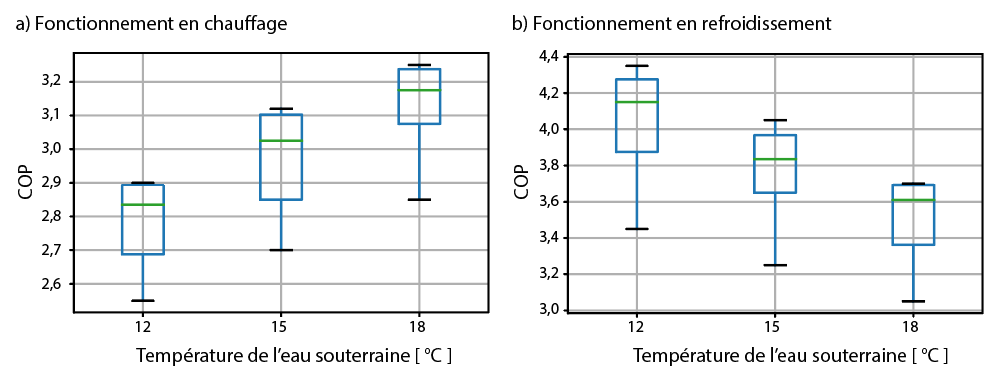 a) Fonctionnement en chauffage
3,2
3,1
3,0
2,9
2,8
2,7
2,6
COP
12 15 18
Température de l'eau souterraine [ °C ]
b) Fonctionnement en refroidissement
4,4
4,2
4,0
3,8
3,6
3,4
3,2
3,0
COP
12 15 18
Température de l'eau souterraine [ °C ]